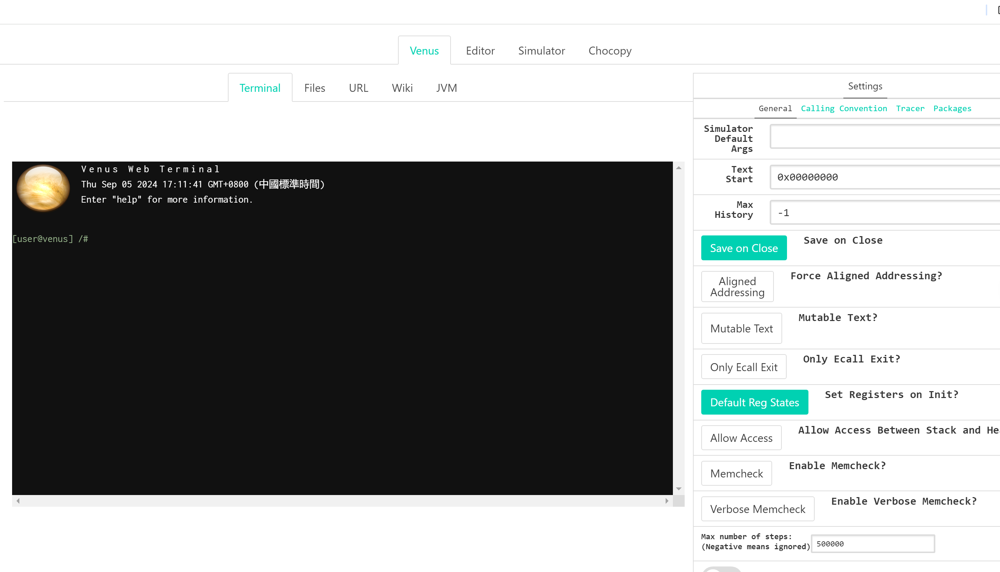 Venus
Editor
Simulator
Chocopy
Terminal
Files
URL
Wiki
JVM
Settings
General
Calling Convention
Tracer
Packages
Venus Web Terminal
Thu Sep 05 2024 17:11:41 GMT+0800 (中國標準時間)
Enter "help" for more information.
[user@venus] /#
Simulator
Default
Args
Text
Start
0x00000000
Max
History
-1
Save on Close
Save on Close
Aligned
Addressing
Force Aligned Addressing?
Mutable Text
Mutable Text?
Only Ecall Exit
Only Ecall Exit?
Default Reg States
Set Registers on Init?
Allow Access
Allow Access Between Stack and
Memcheck
Enable Memcheck?
Verbose Memcheck
Enable Verbose Memcheck?
Max number of steps:
(Negative means ignored)
500000